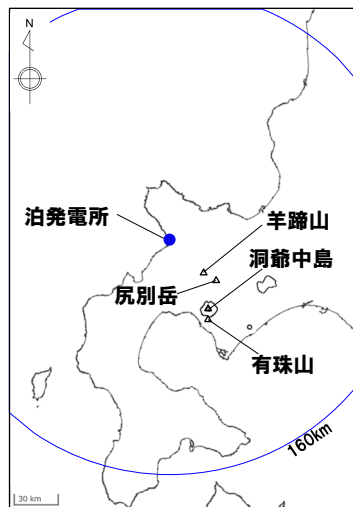 N
泊発電所
羊蹄山
洞爺中島
尻別岳
有珠山
160km
30 km